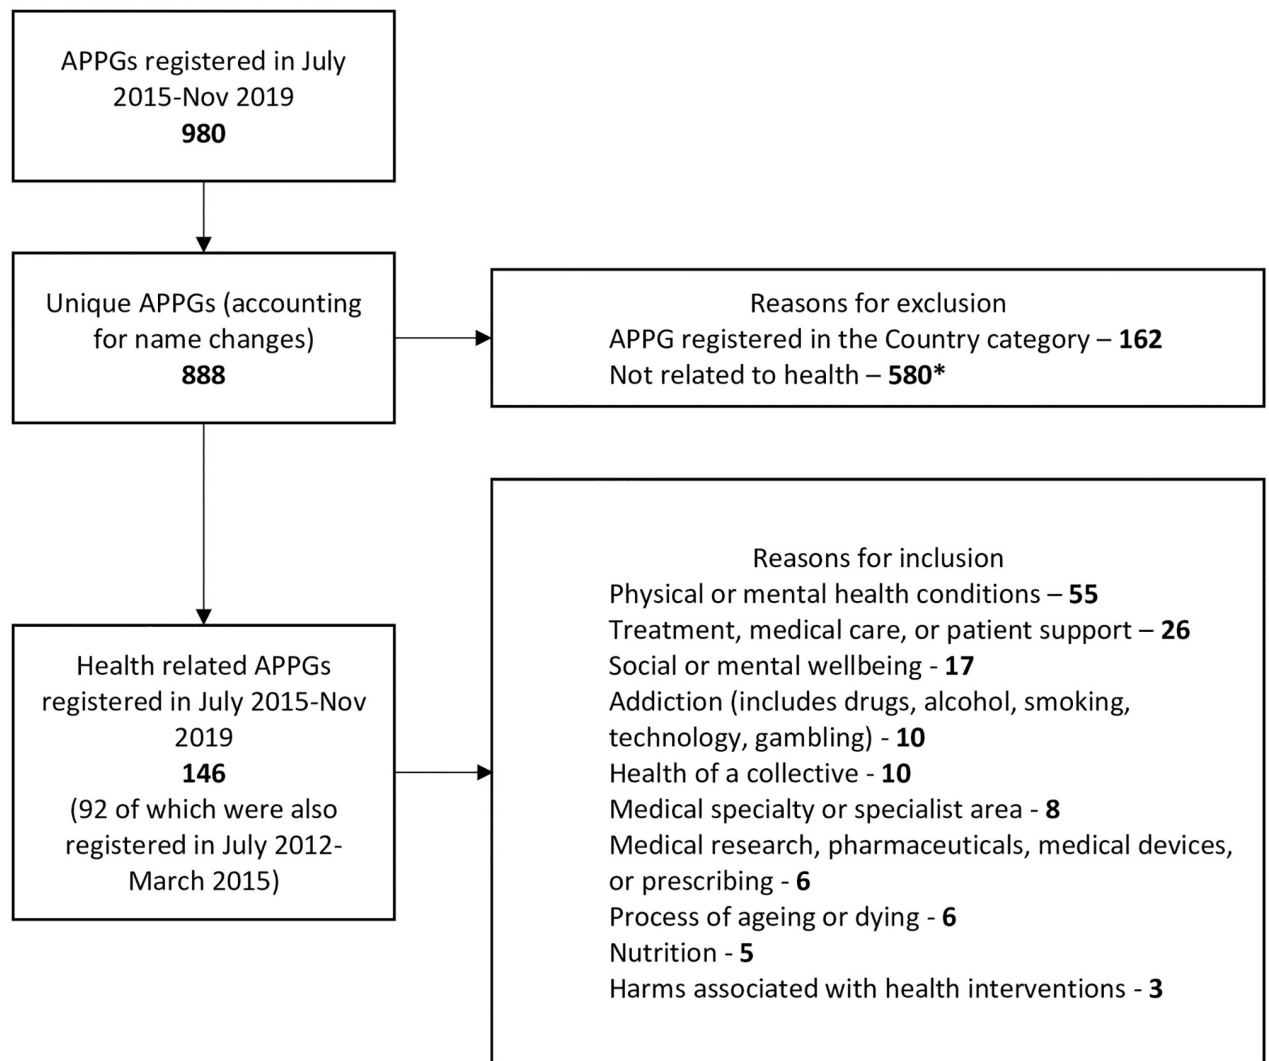 APPGs registered in July
2015-Nov 2019
980
Unique APPGs (accounting
for name changes)
888
Reasons for exclusion
APPG registered in the Country category – 162
Not related to health – 580*
Health related APPGs
registered in July 2015-Nov
2019
146
(92 of which were also
registered in July 2012-
March 2015)
Reasons for inclusion
Physical or mental health conditions – 55
Treatment, medical care, or patient support – 26
Social or mental wellbeing - 17
Addiction (includes drugs, alcohol, smoking,
technology, gambling) - 10
Health of a collective - 10
Medical specialty or specialist area - 8
Medical research, pharmaceuticals, medical devices,
or prescribing - 6
Process of ageing or dying - 6
Nutrition - 5
Harms associated with health interventions - 3